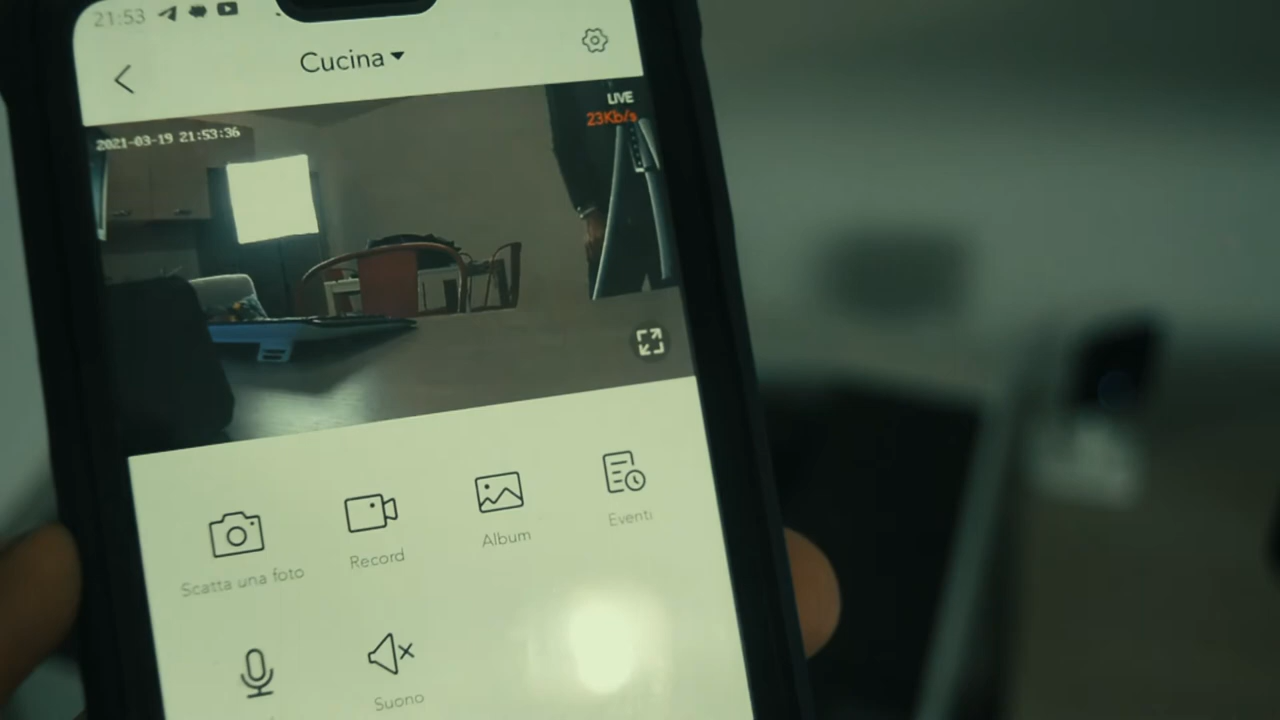 21:53
Cucina
LIVE
23Kb/s
2021-03-19 21:53:36
Scatta una foto
Record
Album
Eventi
Suono